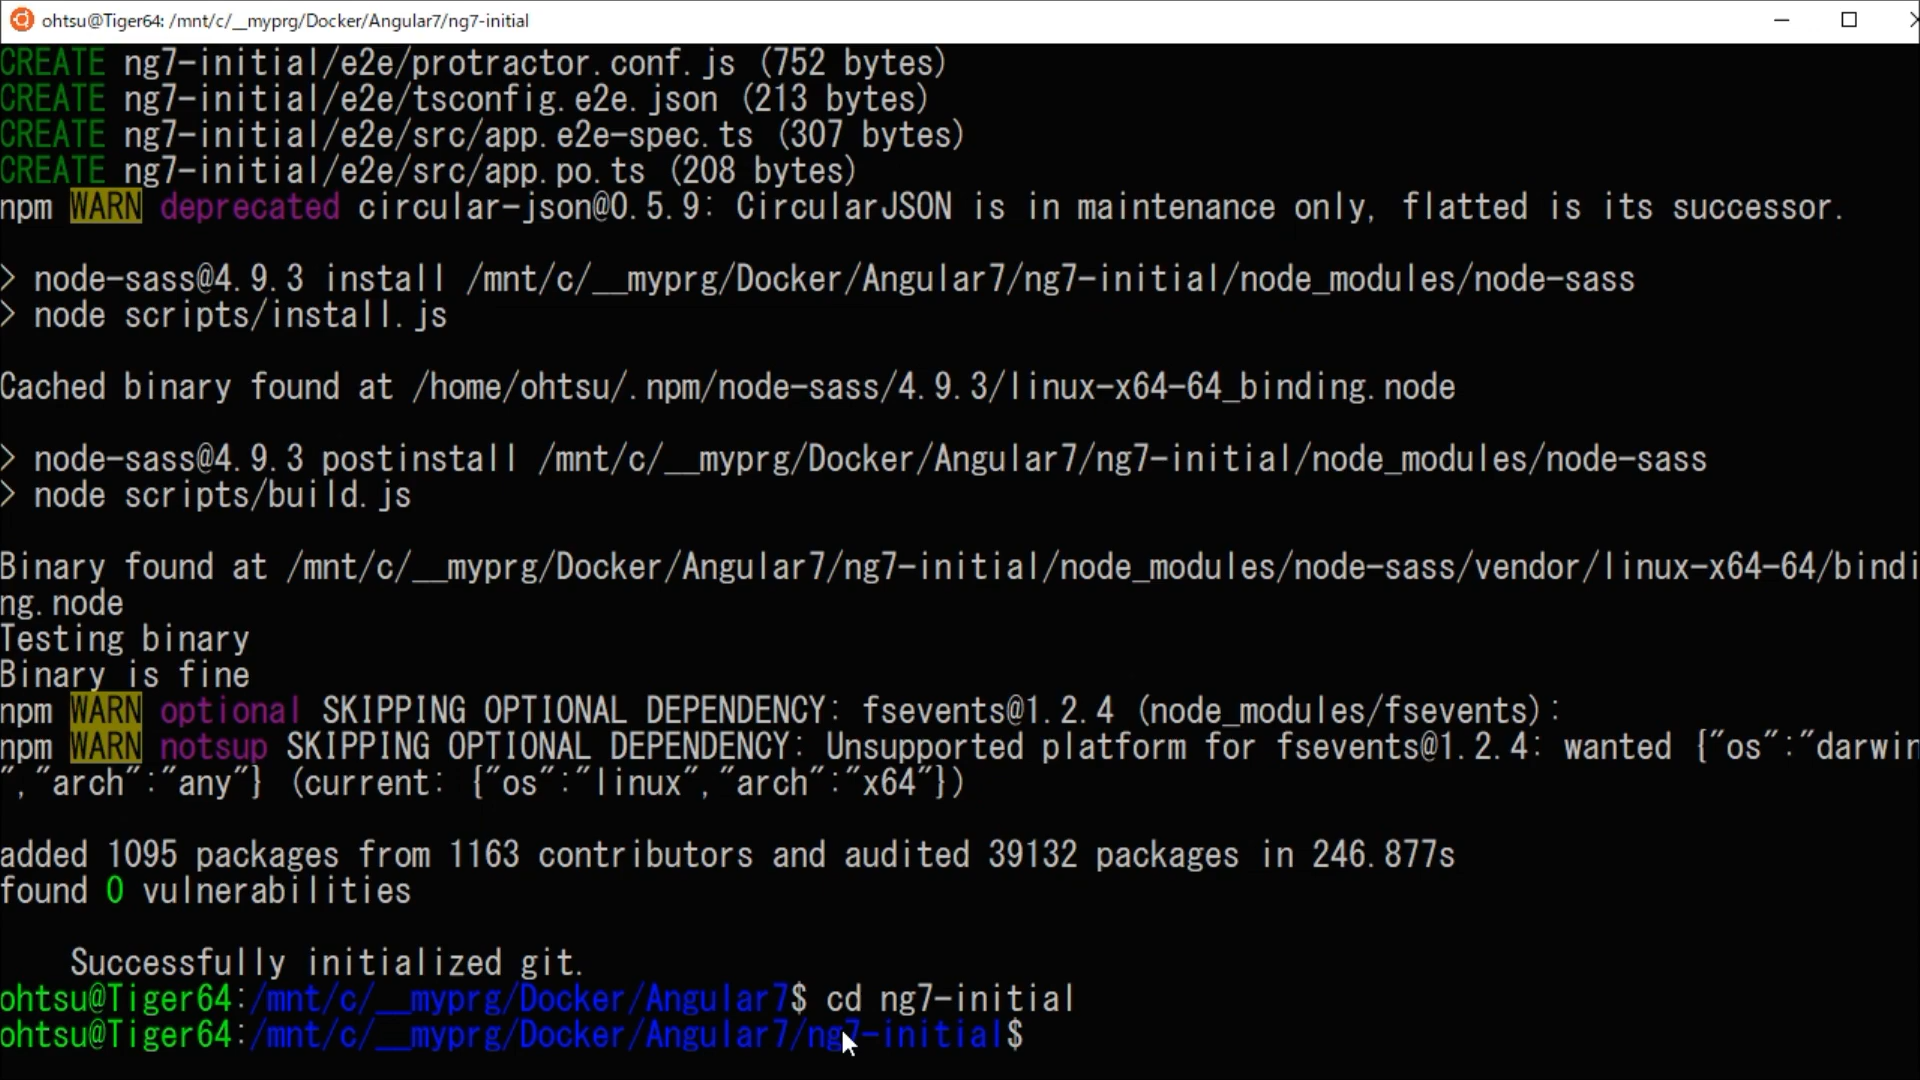 ohtsu@Tiger64: /mnt/c/__myprg/Docker/Angular7/ng7-initial
CREATE ng7-initial/e2e/protractor.conf.js (752 bytes)
CREATE ng7-initial/e2e/tsconfig.e2e.json (213 bytes)
CREATE ng7-initial/e2e/src/app.e2e-spec.ts (307 bytes)
CREATE ng7-initial/e2e/src/app.po.ts (208 bytes)
npm WARN deprecated circular-json@0.5.9: CircularJSON is in maintenance only, flatted is its successor.
> node-sass@4.9.3 install /mnt/c/__myprg/Docker/Angular7/ng7-initial/node_modules/node-sass
> node scripts/install.js
Cached binary found at /home/ohtsu/.npm/node-sass/4.9.3/linux-x64-64_binding.node
> node-sass@4.9.3 postinstall /mnt/c/__myprg/Docker/Angular7/ng7-initial/node_modules/node-sass
> node scripts/build.js
Binary found at /mnt/c/__myprg/Docker/Angular7/ng7-initial/node_modules/node-sass/vendor/linux-x64-64/bindi
ng.node
Testing binary
Binary is fine
npm WARN optional SKIPPING OPTIONAL DEPENDENCY: fsevents@1.2.4 (node_modules/fsevents):
npm WARN notsup SKIPPING OPTIONAL DEPENDENCY: Unsupported platform for fsevents@1.2.4: wanted {"os":"darwin
","arch":"any"} (current: {"os":"linux","arch":"x64"})
added 1095 packages from 1163 contributors and audited 39132 packages in 246.877s
found 0 vulnerabilities
Successfully initialized git.
ohtsu@Tiger64:/mnt/c/__myprg/Docker/Angular7$ cd ng7-initial
ohtsu@Tiger64:/mnt/c/__myprg/Docker/Angular7/ng7-initial$